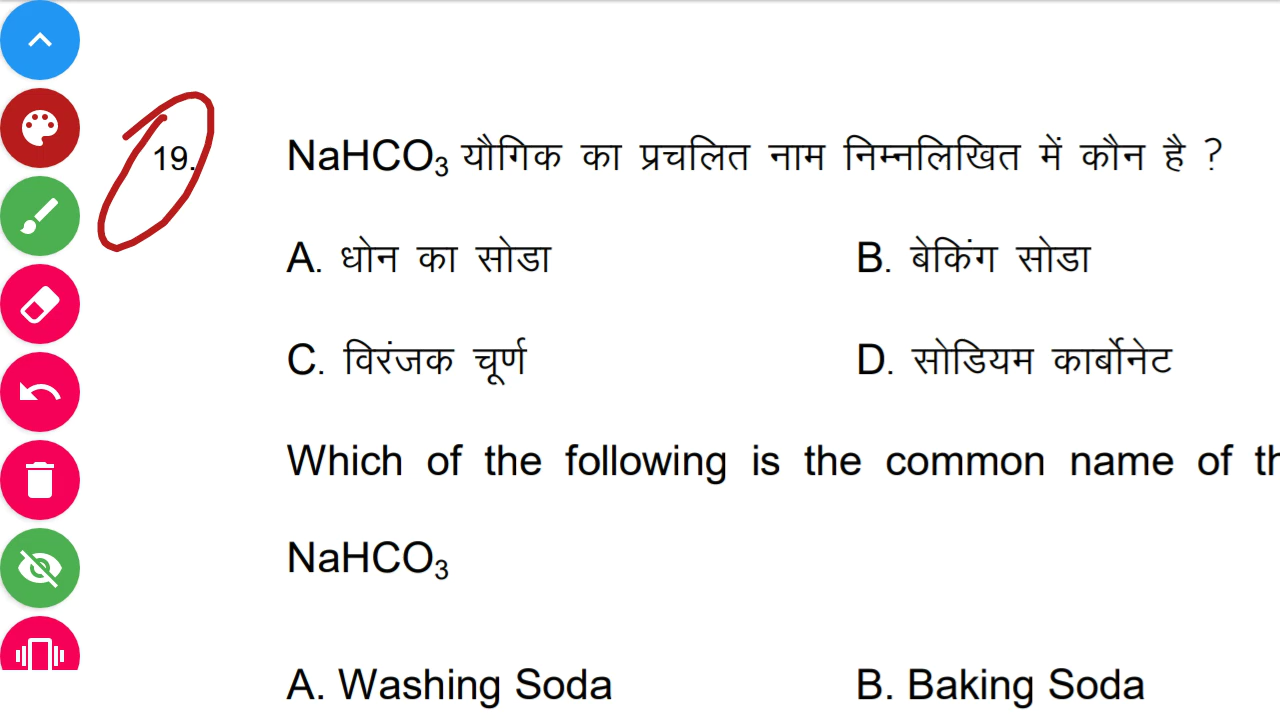 19. NaHCO₃ यौगिक का प्रचलित नाम निम्नलिखित में कौन है ?
A. धोन का सोडा B. बेकिंग सोडा
C. विरंजक चूर्ण D. सोडियम कार्बोनेट
Which of the following is the common name of th
NaHCO₃
A. Washing Soda B. Baking Soda